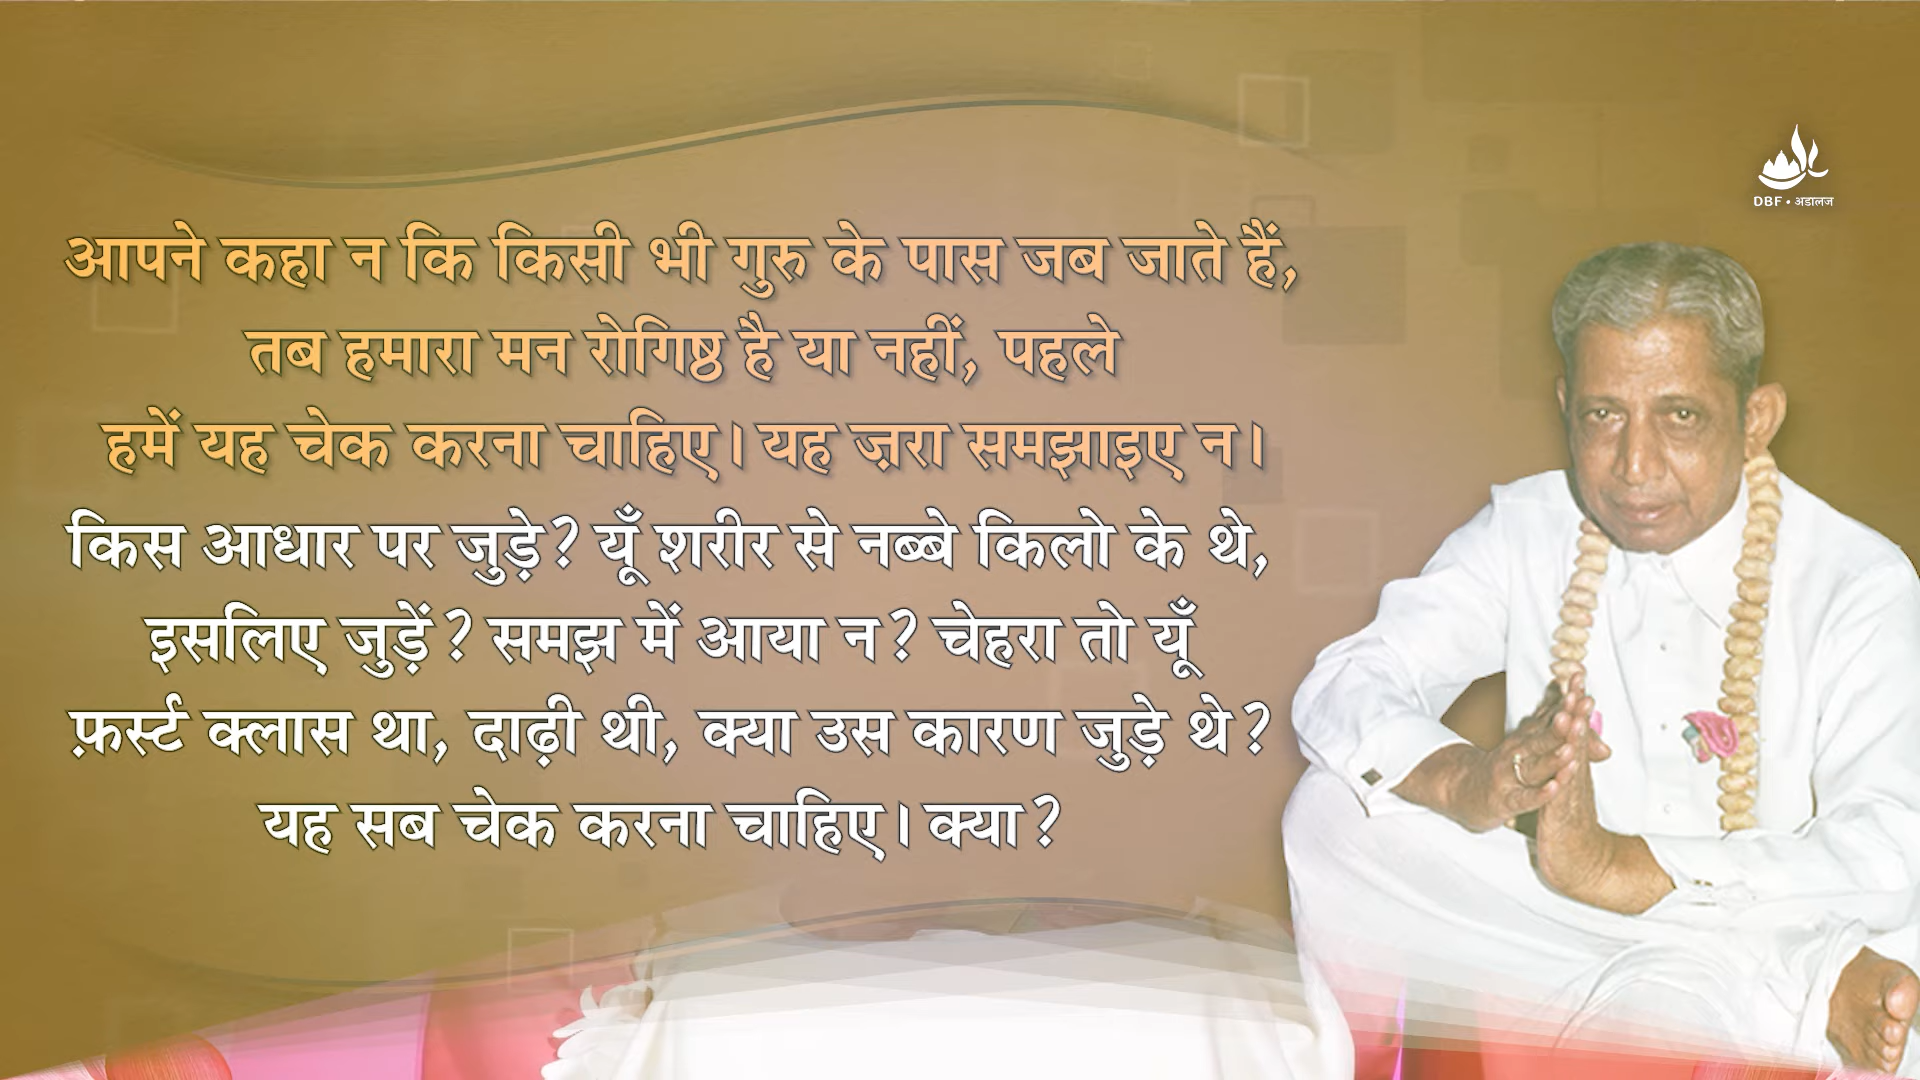 DBF • अडालज
आपने कहा न कि किसी भी गुरु के पास जब जाते हैं,
तब हमारा मन रोगिष्ठ है या नहीं, पहले
हमें यह चेक करना चाहिए। यह ज़रा समझाइए न।
किस आधार पर जुड़े? यूँ शरीर से नब्बे किलो के थे,
इसलिए जुड़ें? समझ में आया न? चेहरा तो यूँ
फ़र्स्ट क्लास था, दाढ़ी थी, क्या उस कारण जुड़े थे?
यह सब चेक करना चाहिए। क्या?